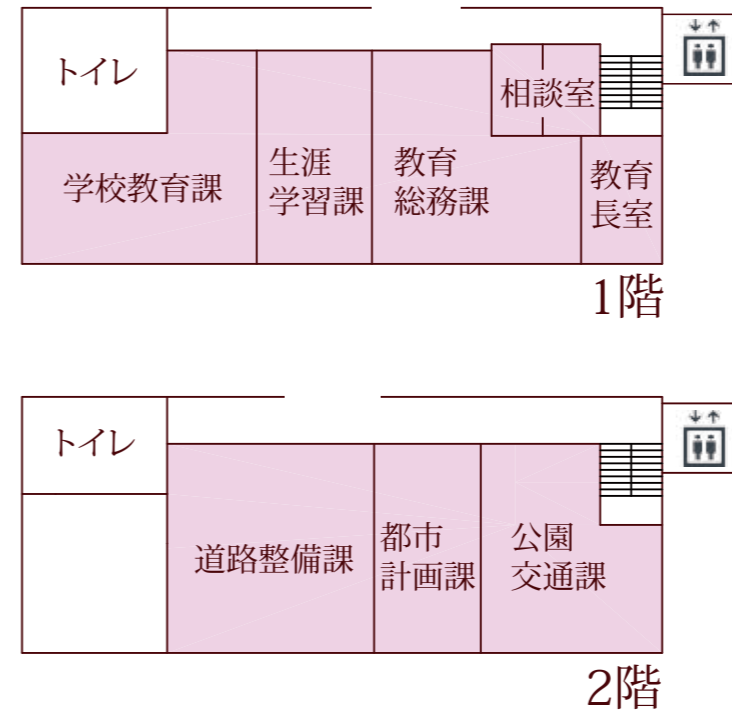 トイレ
相談室
学校教育課
生涯
学習課
教育
総務課
教育
長室
1階
トイレ
道路整備課
都市
計画課
公園
交通課
2階